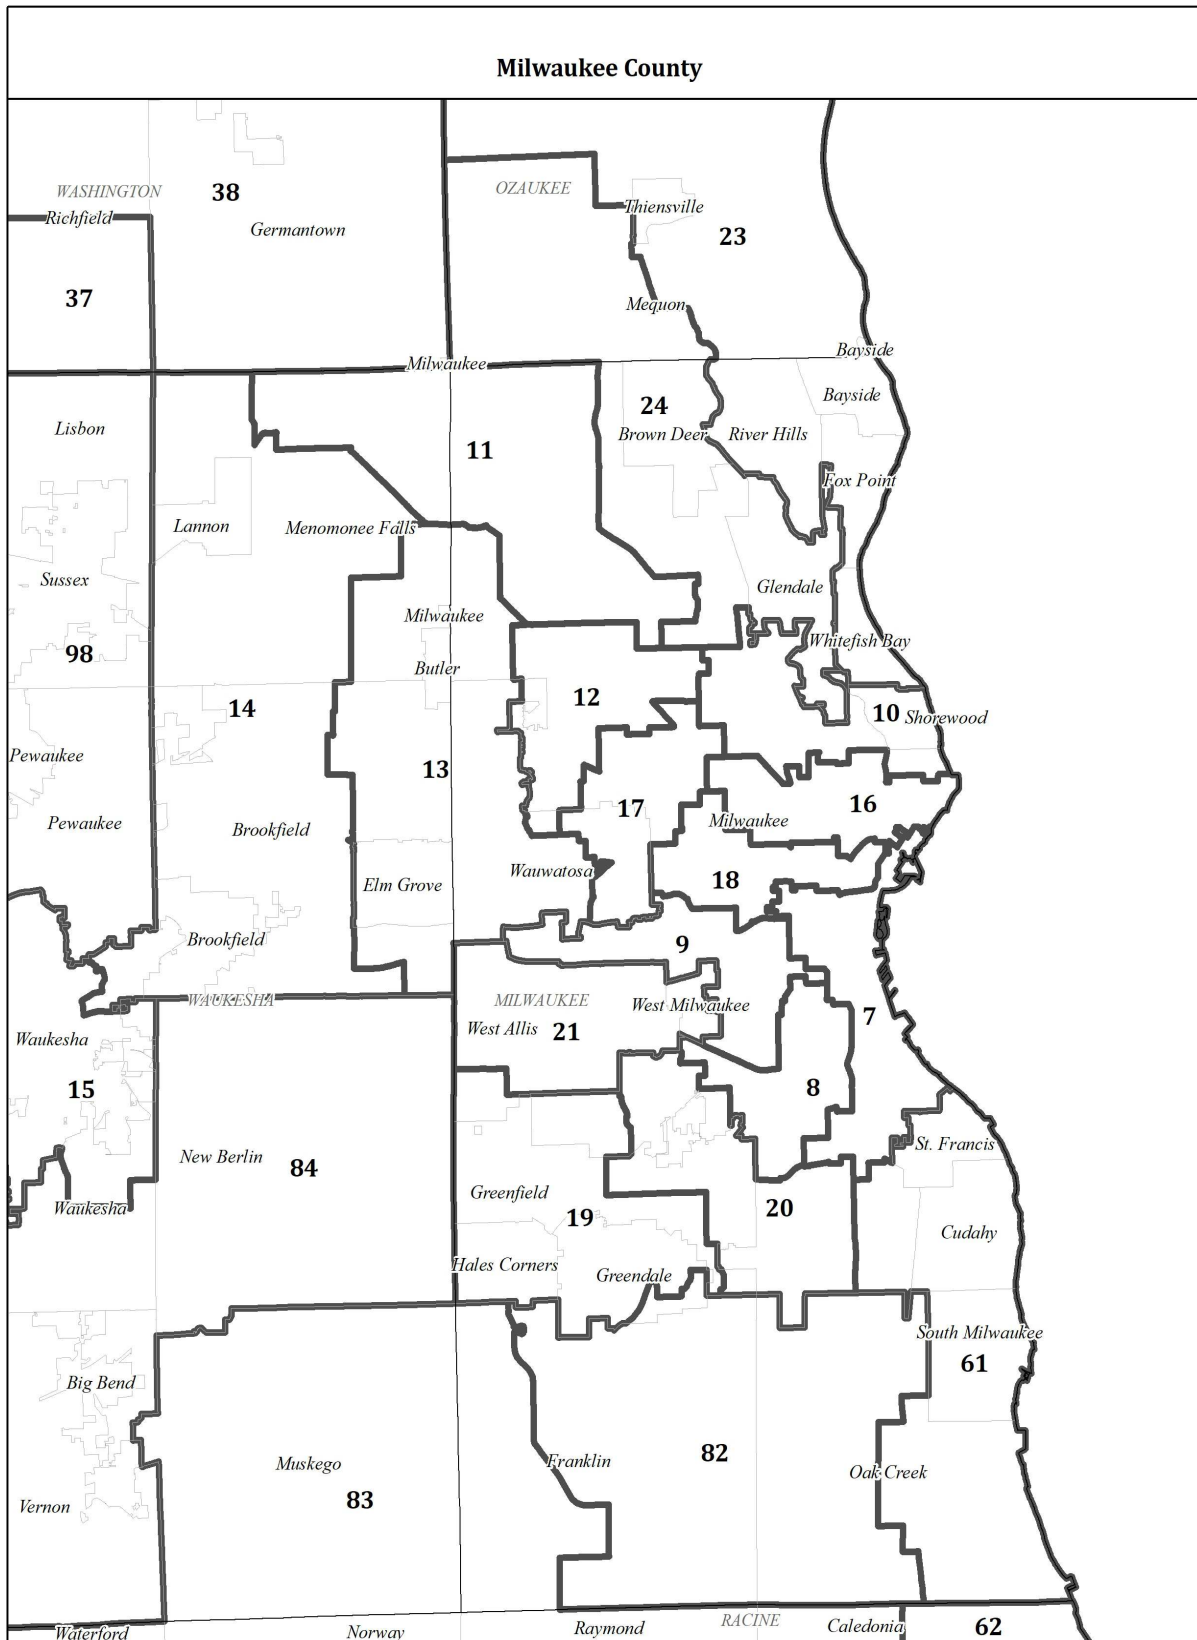 Milwaukee County
WASHINGTON
38
OZAUKEE
Richfield
Thiensville
Germantown
23
37
Mequon
Bayside
Milwaukee
Bayside
24
Lisbon
Brown Deer
River Hills
11
Fox Point
Lannon
Menomonee Falls
Sussex
Glendale
Milwaukee
Whitefish Bay
98
Butler
12
14
10
Shorewood
Pewaukee
13
16
17
Pewaukee
Brookfield
Milwaukee
Wauwatosa
18
Elm Grove
Brookfield
9
WAUKESHA
MILWAUKEE
West Milwaukee
7
West Allis
21
Waukesha
15
8
St. Francis
New Berlin
84
Greenfield
Waukesha
19
20
Cudahy
Hales Corners
Greendale
South Milwaukee
61
Big Bend
82
Muskego
Franklin
Oak Creek
83
Vernon
RACINE
Waterford
Norway
Raymond
Caledonia
62